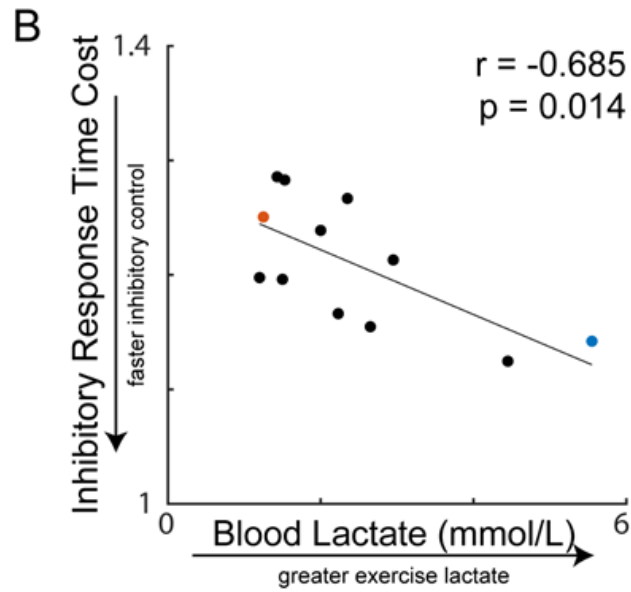 B
1.4
r = -0.685
p = 0.014
Inhibitory Response Time Cost
faster inhibitory control
1
0
6
Blood Lactate (mmol/L)
greater exercise lactate